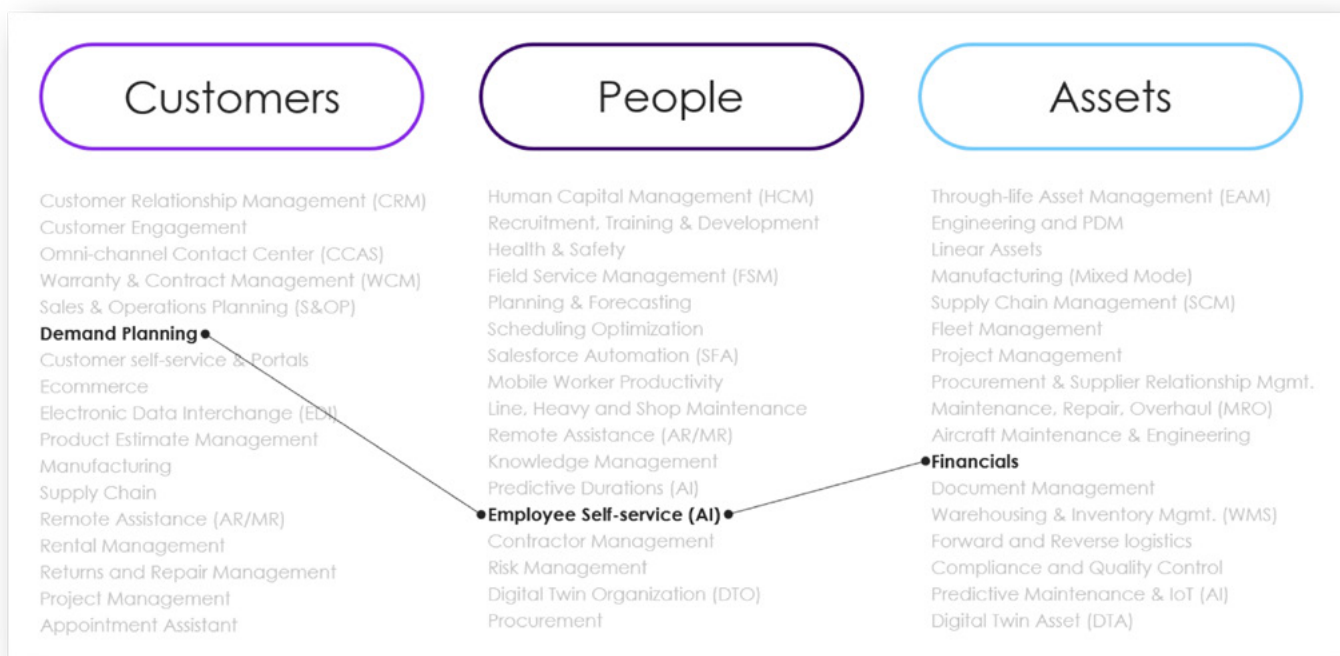 Customers
Customer Relationship Management (CRM)
Customer Engagement
Omni-channel Contact Center (CCAS)
Warranty & Contract Management (WCM)
Sales & Operations Planning (S&OP)
Demand Planning
Customer self-service & Portals
Ecommerce
Electronic Data Interchange (EDI)
Product Estimate Management
Manufacturing
Supply Chain
Remote Assistance (AR/MR)
Rental Management
Returns and Repair Management
Project Management
Appointment Assistant
People
Human Capital Management (HCM)
Recruitment, Training & Development
Health & Safety
Field Service Management (FSM)
Planning & Forecasting
Scheduling Optimization
Salesforce Automation (SFA)
Mobile Worker Productivity
Line, Heavy and Shop Maintenance
Remote Assistance (AR/MR)
Knowledge Management
Predictive Durations (AI)
Employee Self-service (AI)
Contractor Management
Risk Management
Digital Twin Organization (DTO)
Procurement
Assets
Through-life Asset Management (EAM)
Engineering and PDM
Linear Assets
Manufacturing (Mixed Mode)
Supply Chain Management (SCM)
Fleet Management
Project Management
Procurement & Supplier Relationship Mgmt.
Maintenance, Repair, Overhaul (MRO)
Aircraft Maintenance & Engineering
Financials
Document Management
Warehousing & Inventory Mgmt. (WMS)
Forward and Reverse logistics
Compliance and Quality Control
Predictive Maintenance & IoT (AI)
Digital Twin Asset (DTA)